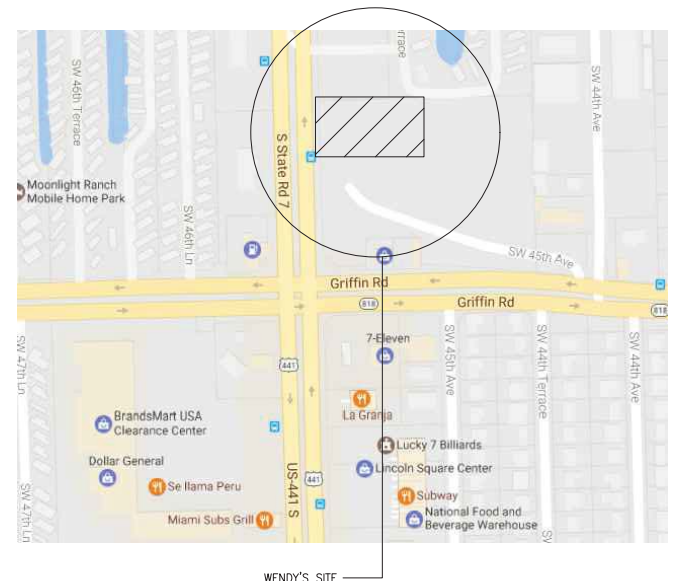 SW 46th Terrace
S State Rd 7
rrace
SW 44th Ave
Moonlight Ranch
Mobile Home Park
SW 46th Ln
SW 45th Ave
Griffin Rd
818
Griffin Rd
818
SW 47th Ln
441
7-Eleven
SW 45th Ave
SW 44th Terrace
SW 44th Ave
La Granja
BrandsMart USA
Clearance Center
Lucky 7 Billiards
Dollar General
Lincoln Square Center
US-441 S
441
Se llama Peru
Subway
SW 47th Ln
Miami Subs Grill
National Food and
Beverage Warehouse
SW
WENDY'S SITE